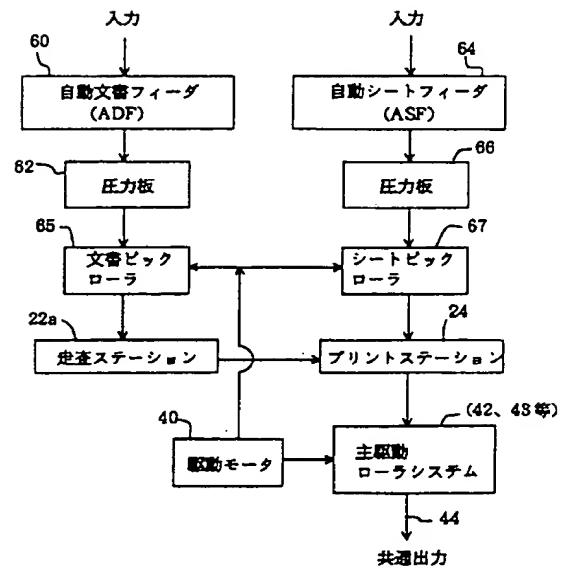 入力
入力
60
64
自動文書フィーダ
(ADF)
自動シートフィーダ
(ASF)
62
66
圧力板
圧力板
65
67
文書ピック
ローラ
シートピック
ローラ
22a
24
走査ステーション
プリントステーション
40
(42、43等)
駆動モータ
主駆動
ローラシステム
44
共通出力